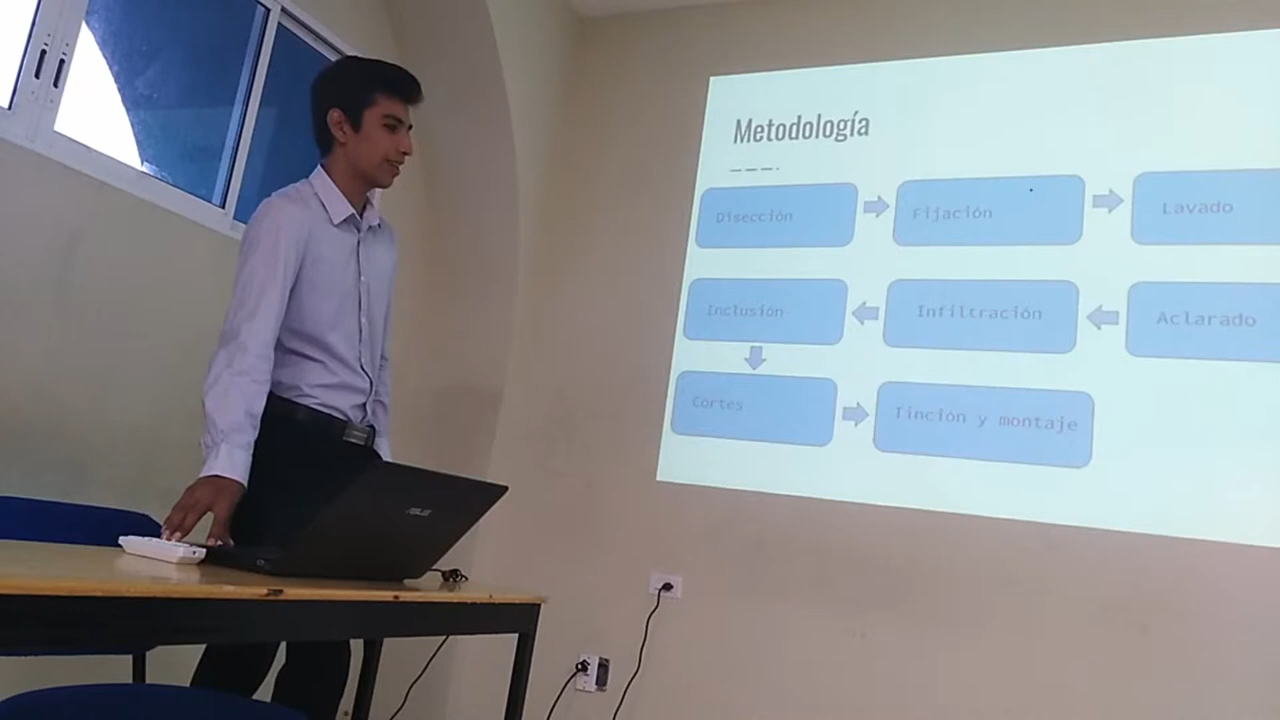 Metodología
Disección
Fijación
Lavado
Inclusión
Infiltración
Aclarado
Cortes
Tinción y montaje
ASUS